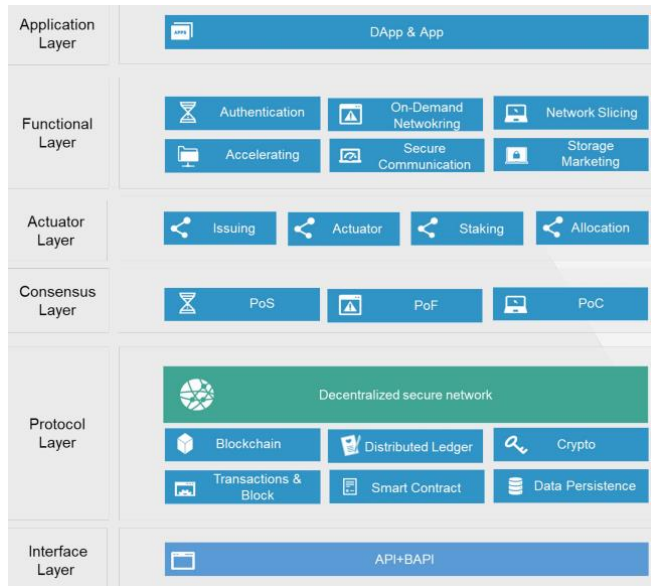 Application
Layer
APPS
DApp & App
Functional
Layer
Authentication
On-Demand
Netwokring
Network Slicing
Accelerating
Secure
Communication
Storage
Marketing
Actuator
Layer
Issuing
Actuator
Staking
Allocation
Consensus
Layer
PoS
PoF
PoC
Protocol
Layer
Decentralized secure network
Blockchain
Distributed Ledger
Crypto
Transactions &
Block
Smart Contract
Data Persistence
Interface
Layer
API+BAPI